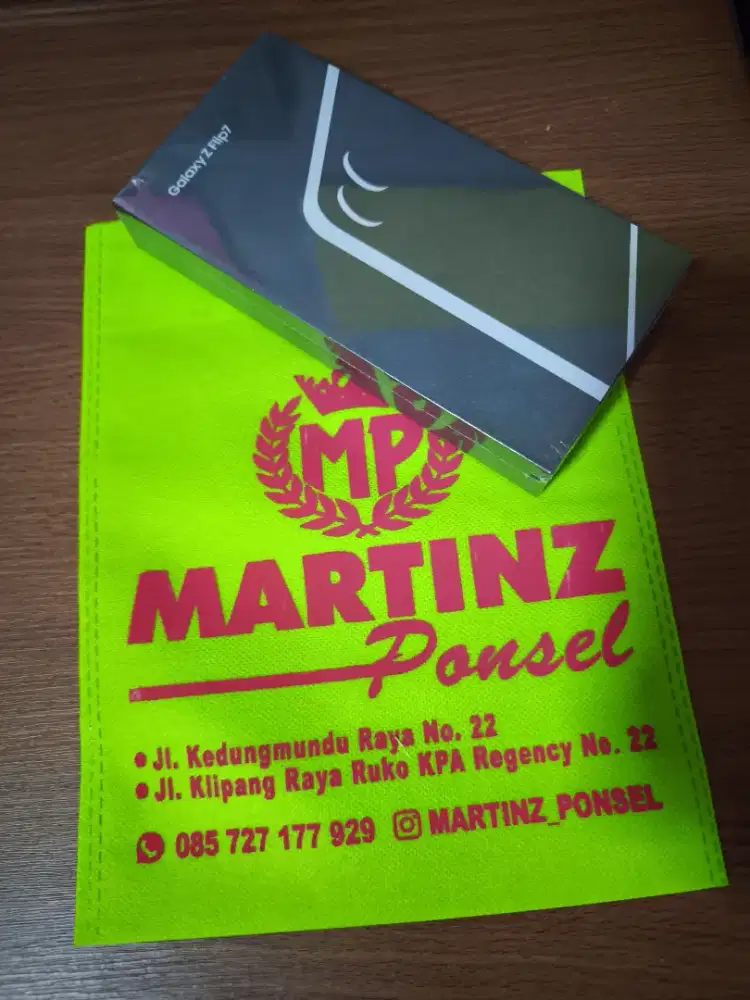 Galaxy Z Flip7
MP
MARTINZ
Ponsel
• Jl. Kedungmundu Raya No. 22
• Jl. Klipang Raya Ruko KPA Regency No. 22
085 727 177 929 MARTINZ_PONSEL